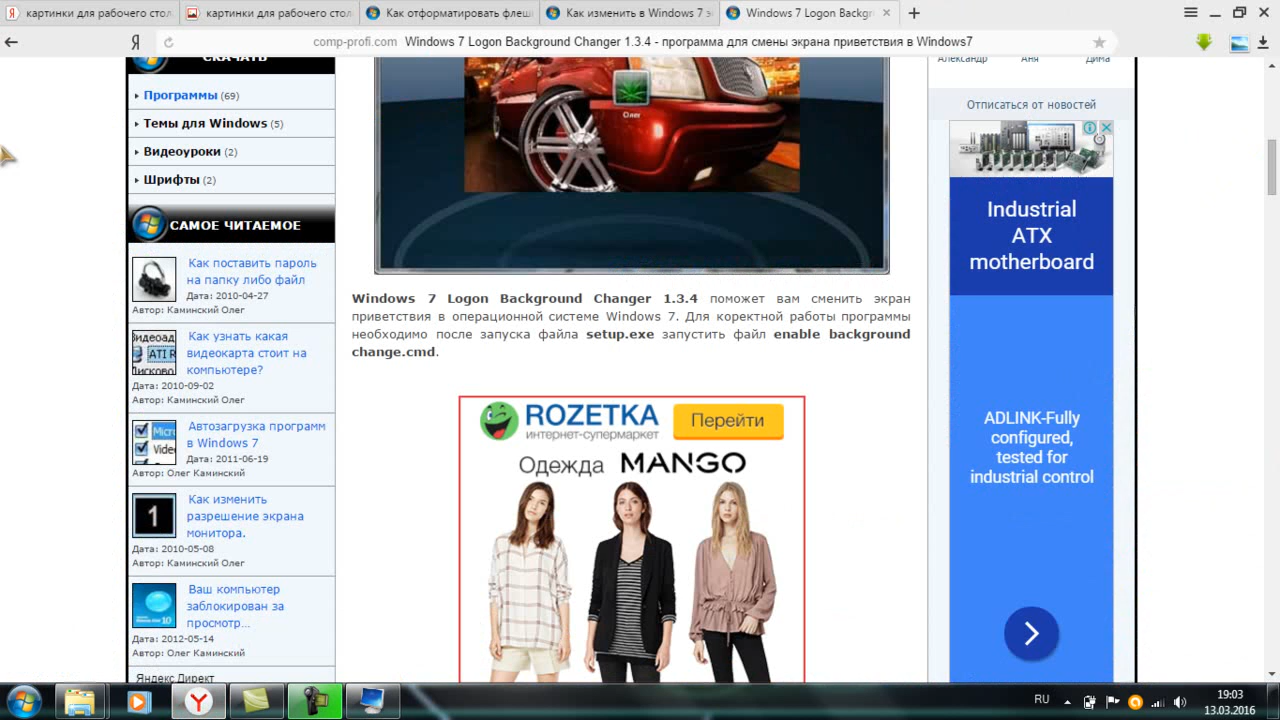 картинки для рабочего стол
картинки для рабочего стол
Как отформатировать флеш
Как изменить в Windows 7 э
Windows 7 Logon Backgr
comp-profi.com Windows 7 Logon Background Changer 1.3.4 - программа для смены экрана приветствия в Windows7
СКАЧАТЬ
Программы (69)
Темы для Windows (5)
Видеоуроки (2)
Шрифты (2)
САМОЕ ЧИТАЕМОЕ
Как поставить пароль
на папку либо файл
Дата: 2010-04-27
Автор: Каминский Олег
Как узнать какая
видеокарта стоит на
компьютере?
Дата: 2010-09-02
Автор: Каминский Олег
Автозагрузка программ
в Windows 7
Дата: 2011-06-19
Автор: Олег Каминский
Как изменить
разрешение экрана
монитора.
Дата: 2010-05-08
Автор: Каминский Олег
Ваш компьютер
заблокирован за
просмотр...
Дата: 2012-05-14
Автор: Олег Каминский
Яндекс Директ
Олег
Windows 7 Logon Background Changer 1.3.4 поможет вам сменить экран
приветствия в операционной системе Windows 7. Для коректной работы программы
необходимо после запуска файла setup.exe запустить файл enable background
change.cmd.
ROZETKA
интернет-супермаркет
Перейти
Одежда MANGO
Александр Аня Дима
Отписаться от новостей
Industrial
ATX
motherboard
ADLINK-Fully
configured,
tested for
industrial control
RU
19:03
13.03.2016